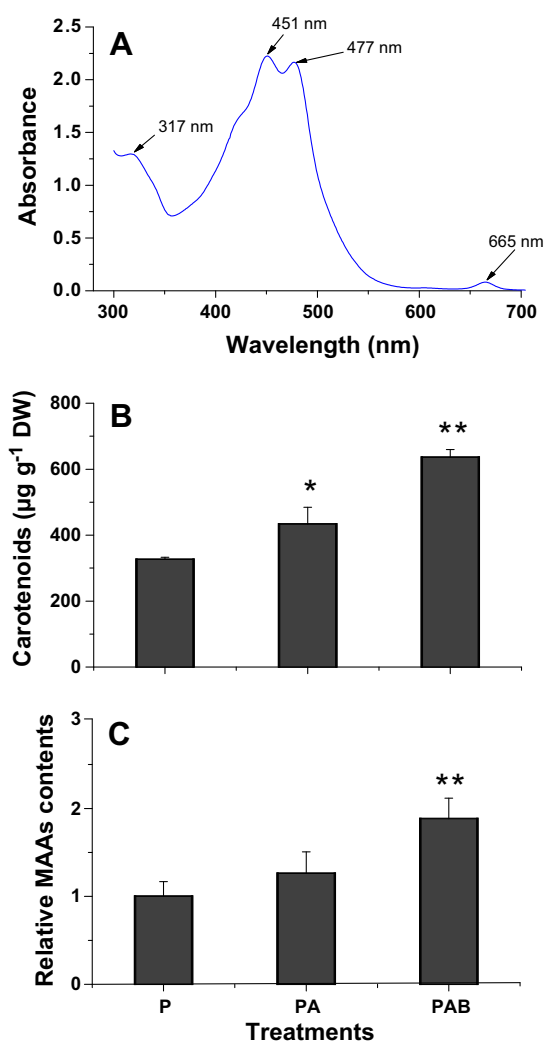 A
451 nm
477 nm
317 nm
665 nm
Absorbance
2.5
2.0
1.5
1.0
0.5
0.0
300 400 500 600 700
Wavelength (nm)
B
Carotenoids (µg g⁻¹ DW)
800
600
400
200
0
*
**
C
Relative MAAs contents
3
2
1
0
**
P PA PAB
Treatments